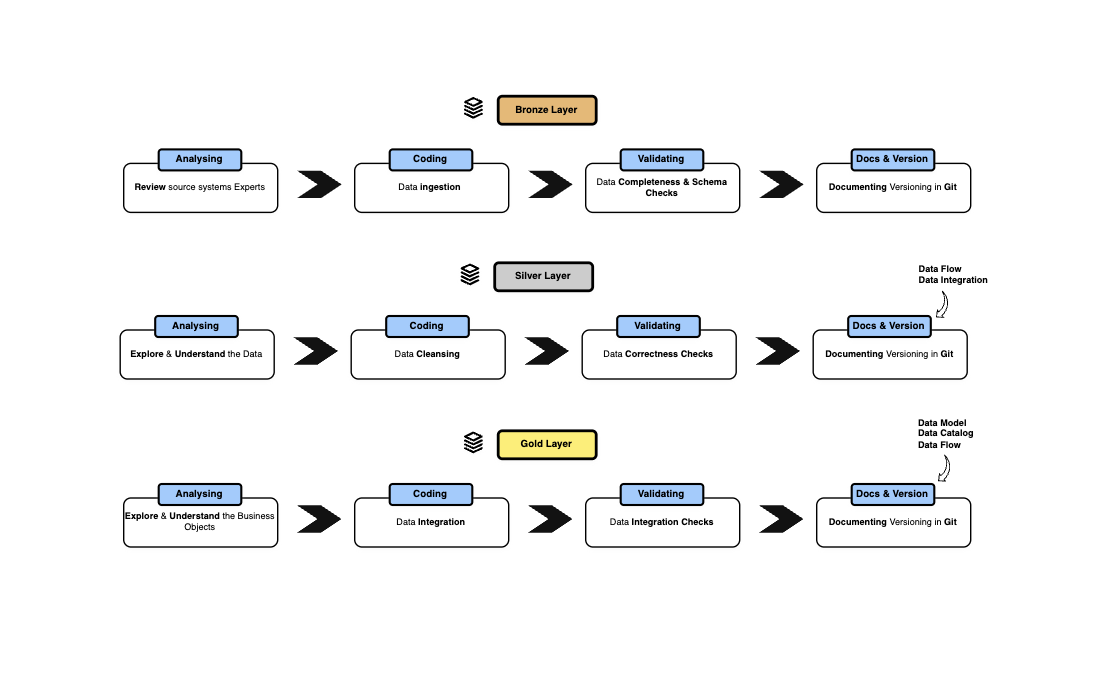 Bronze Layer
Analysing
Coding
Validating
Docs & Version
Review source systems Experts
Data ingestion
Data Completeness & Schema
Checks
Documenting Versioning in Git
Silver Layer
Data Flow
Data Integration
Analysing
Coding
Validating
Docs & Version
Explore & Understand the Data
Data Cleansing
Data Correctness Checks
Documenting Versioning in Git
Gold Layer
Data Model
Data Catalog
Data Flow
Analysing
Coding
Validating
Docs & Version
Explore & Understand the Business
Objects
Data Integration
Data Integration Checks
Documenting Versioning in Git